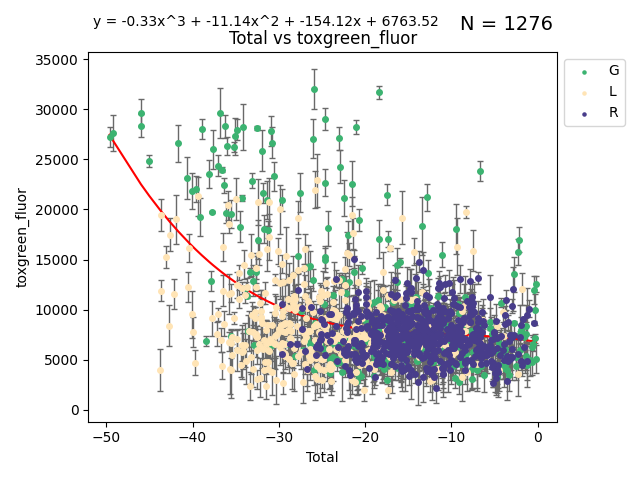 y = -0.33x^3 + -11.14x^2 + -154.12x + 6763.52
N = 1276
Total vs toxgreen_fluor
35000
30000
25000
20000
15000
10000
5000
0
toxgreen_fluor
−50
−40
−30
−20
−10
0
Total
G
L
R